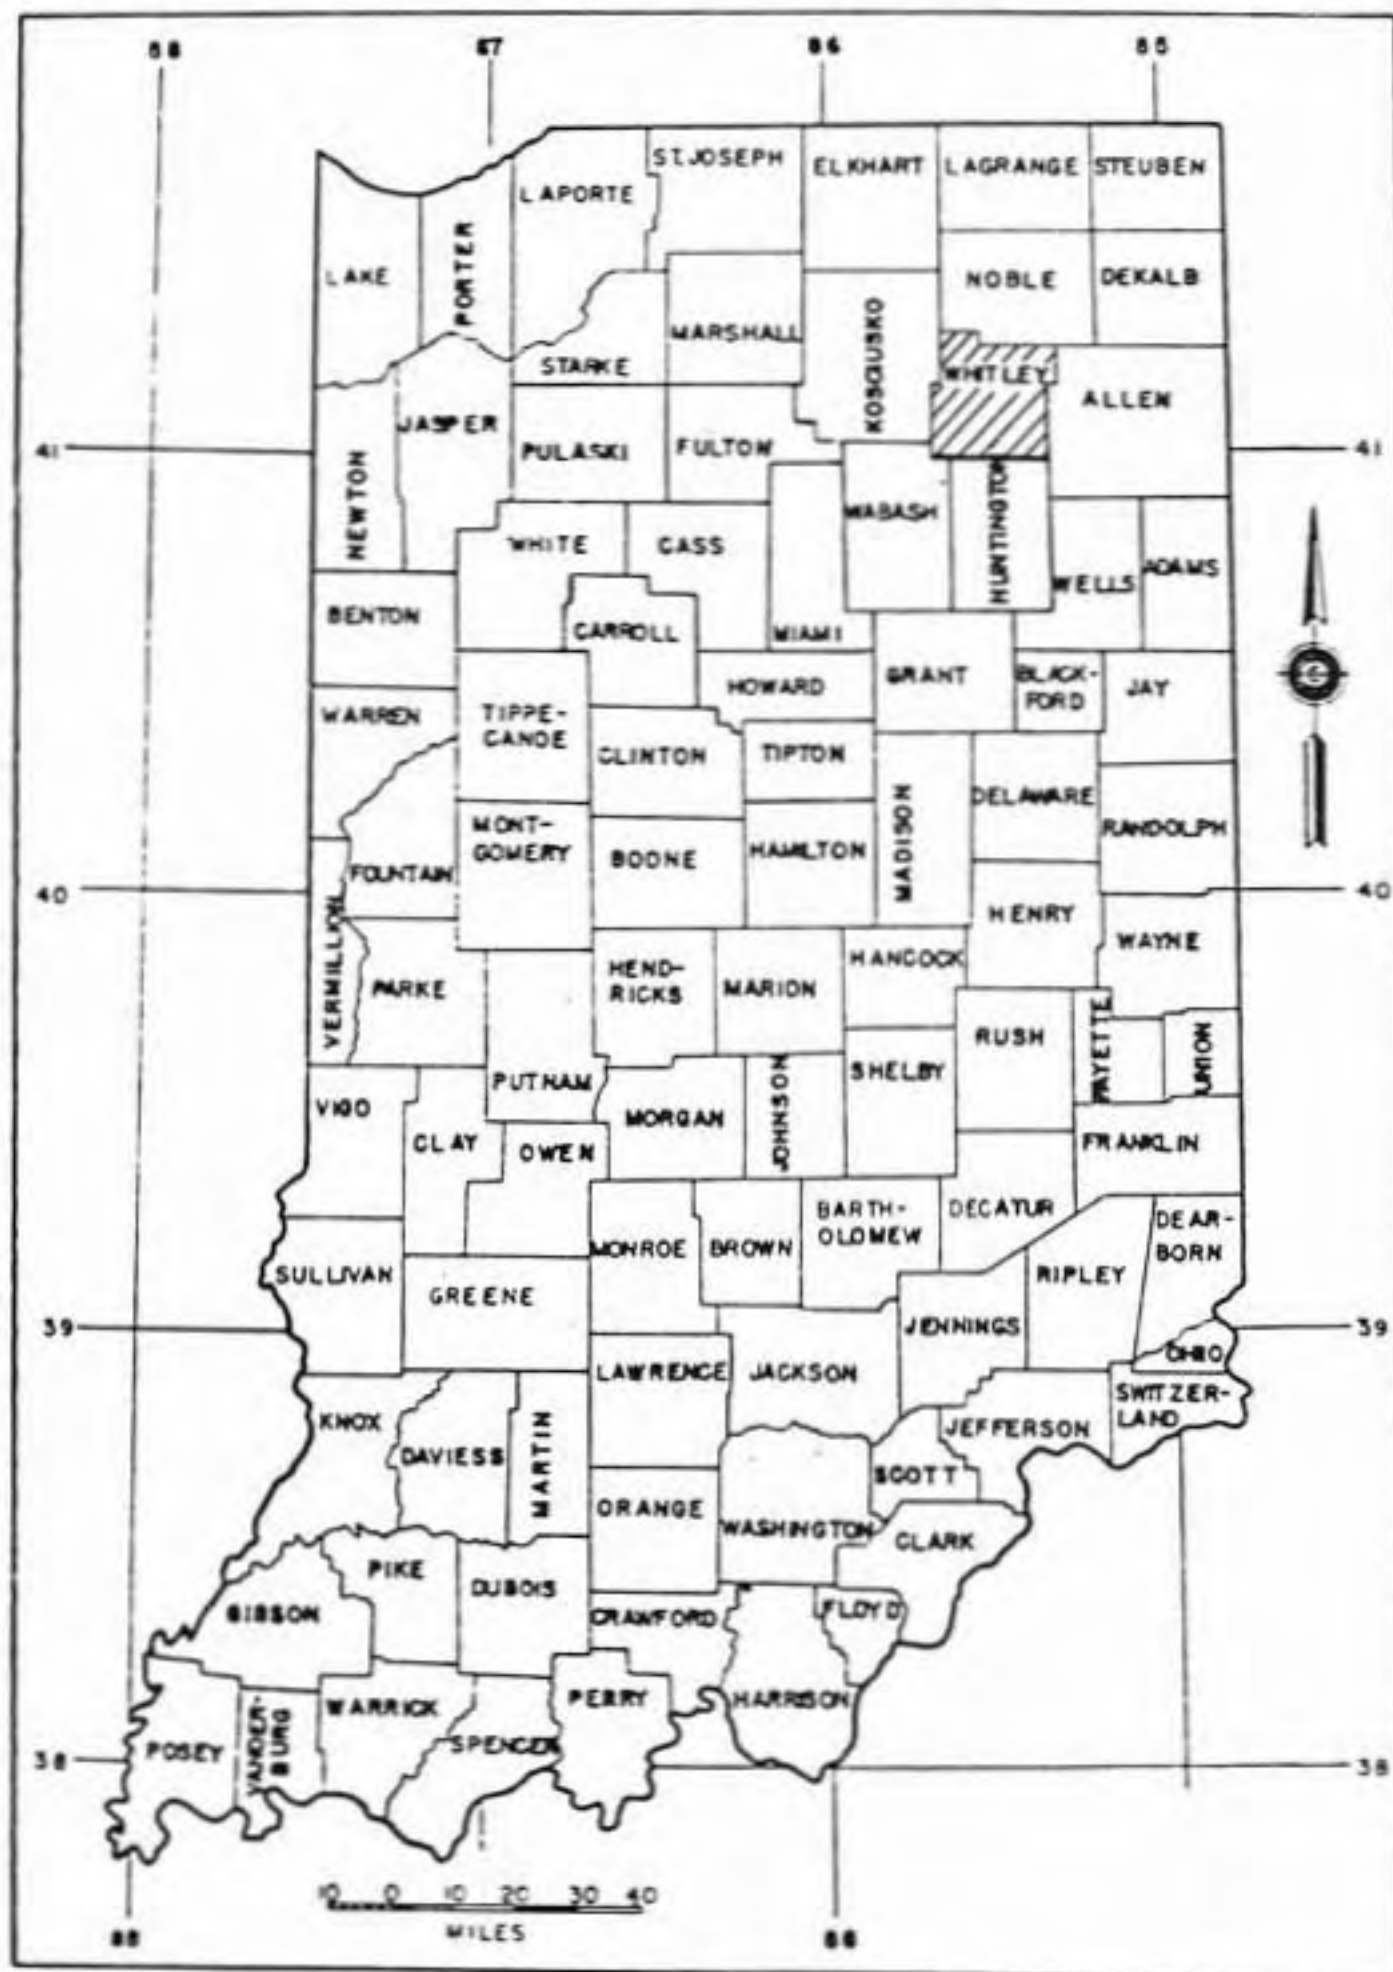 88 87 86 85
ST. JOSEPH ELKHART LAGRANGE STEUBEN
LAPORTE
LAKE PORTER NOBLE DEKALB
MARSHALL KOSCIUSKO
STARKE WHITLEY
ALLEN
JASPER
41 PULASKI FULTON 41
NEWTON WABASH HUNTINGTON
WHITE CASS
WELLS ADAMS
BENTON CARROLL MIAMI
HOWARD GRANT BLACK-
FORD JAY
WARREN TIPPE-
CANOE
CLINTON TIPTON
MADISON DELAWARE
MONT-
GOMERY RANDOLPH
BOONE HAMILTON
FOUNTAIN
40 40
VERMILLION HENRY
WAYNE
HEND-
RICKS MARION HANCOCK
PARKE
RUSH FAYETTE UNION
PUTNAM SHELBY
VIGO MORGAN JOHNSON
CLAY OWEN FRANKLIN
BARTH-
OLOMEW DECATUR DEAR-
BORN
MONROE BROWN
SULLIVAN RIPLEY
GREENE
39 JENNINGS 39
OHIO
LAWRENCE JACKSON
SWITZER-
LAND
KNOX JEFFERSON
DAVIESS MARTIN
SCOTT
ORANGE WASHINGTON
CLARK
PIKE DUBOIS
GIBSON CRAWFORD FLOYD
WARRICK PERRY HARRISON
POSEY VANDER-
BURG SPENCER
38 38
10 0 10 20 30 40
MILES
88 86